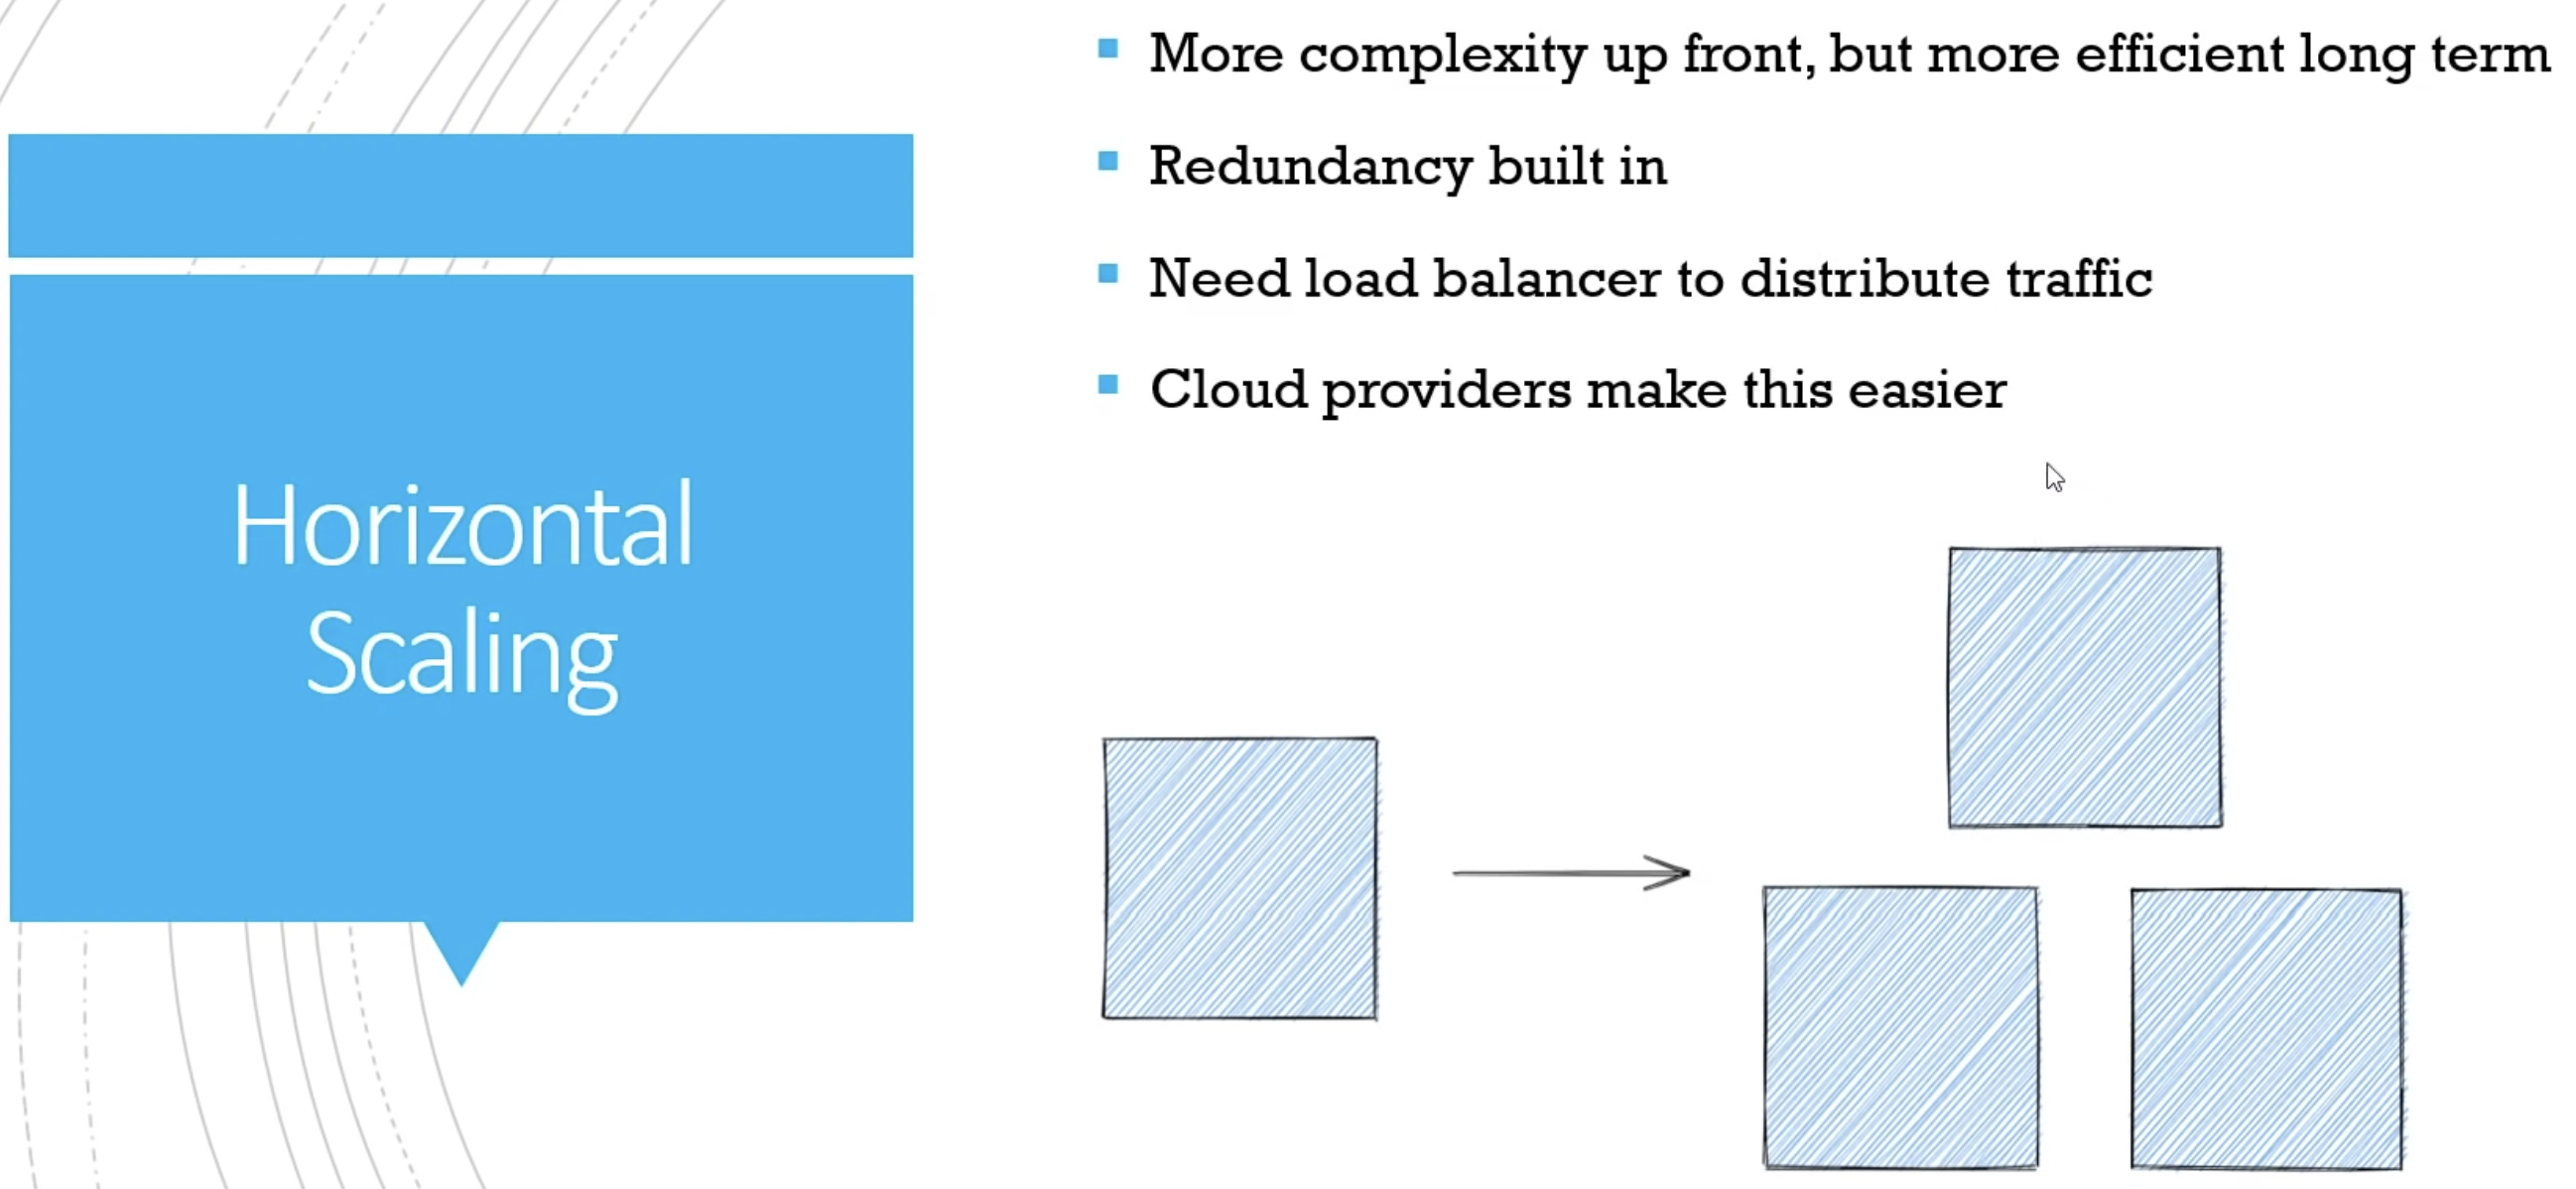 Horizontal
Scaling
More complexity up front, but more efficient long term
Redundancy built in
Need load balancer to distribute traffic
Cloud providers make this easier